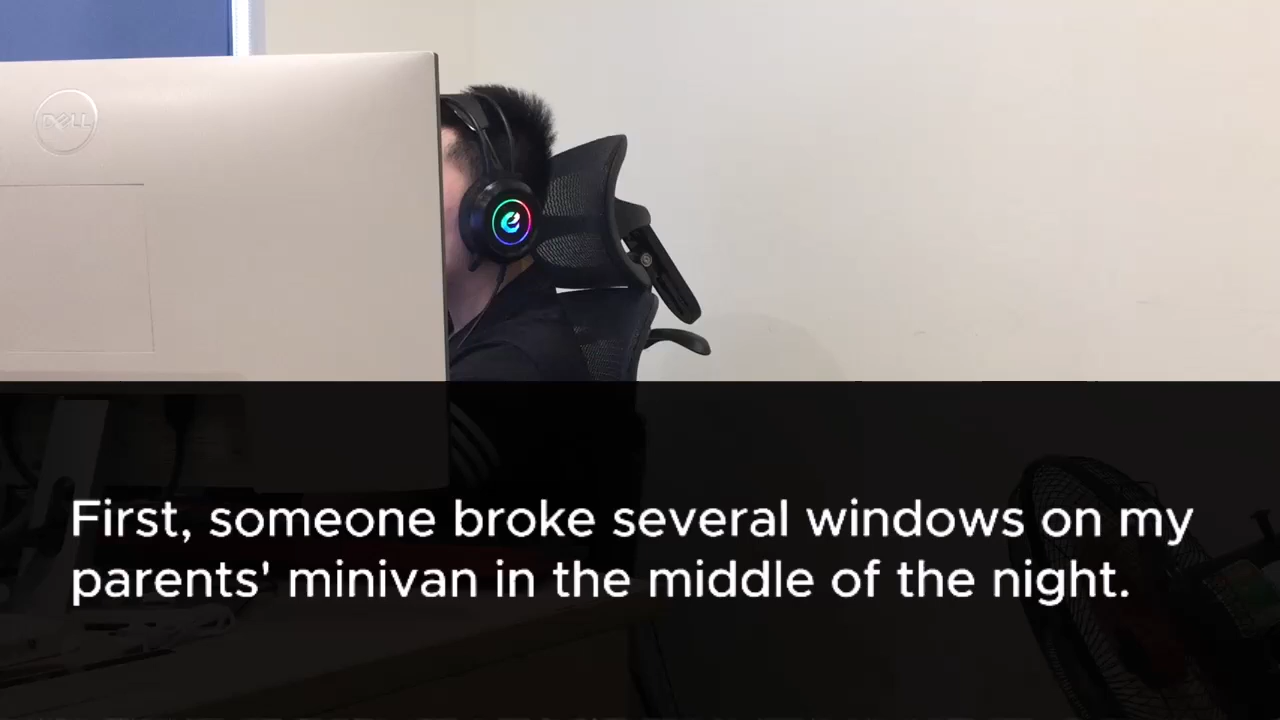 DELL
First, someone broke several windows on my
parents' minivan in the middle of the night.